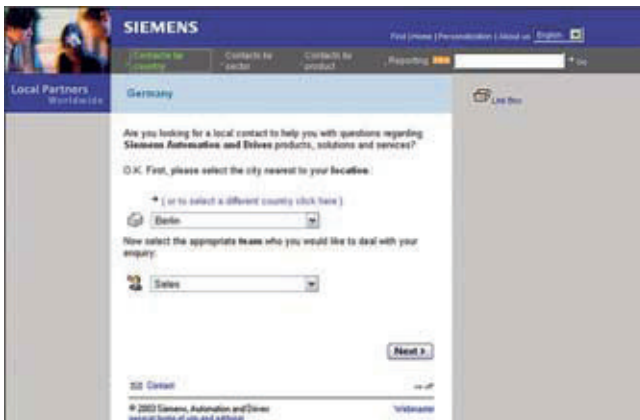 SIEMENS
Find | Home | Personalization | About us English
Contacts by country
Contacts by sector
Contacts by product
Reporting
Go
Local Partners
Worldwide
Germany
Link Box
Are you looking for a local contact to help you with questions regarding
Siemens Automation and Drives products, solutions and services?
O.K. First, please select the city nearest to your location:
( or to select a different country click here )
Berlin
Now select the appropriate team who you would like to deal with your
enquiry:
Sales
Next >
Contact
© 2003 Siemens, Automation and Drives
Webmaster